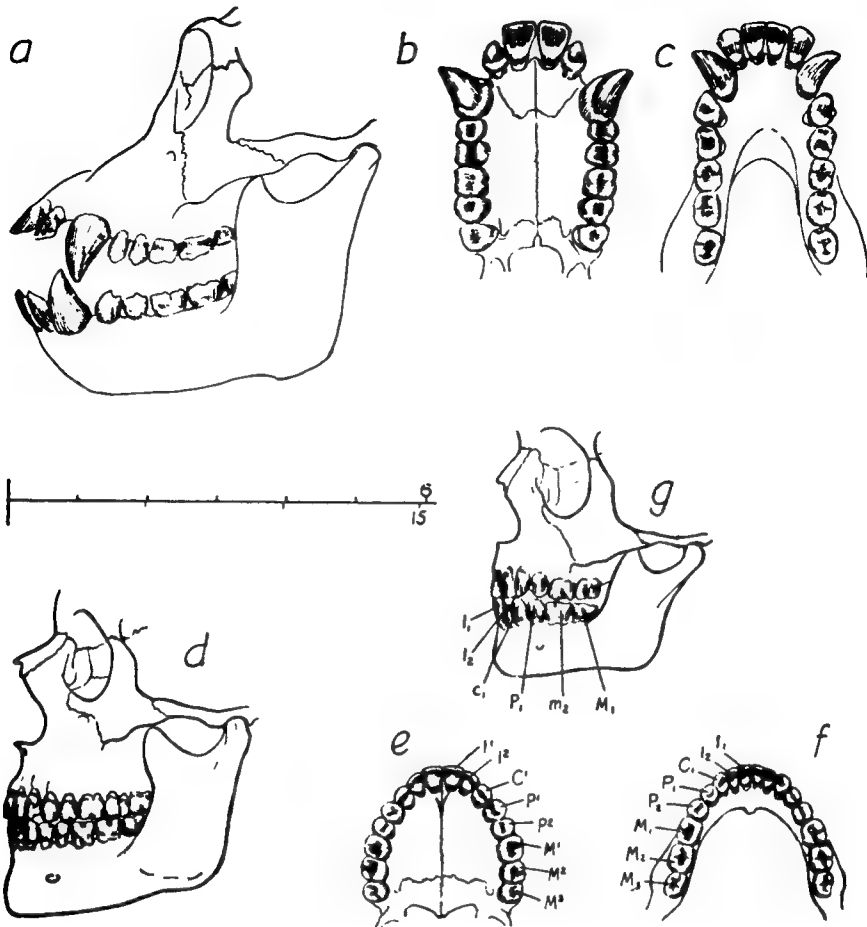 a
b
c
6
15
g
I₁
I₂
C₁
P₁
m₂
M₁
d
e
I¹
I²
C¹
P¹
P²
M¹
M²
M³
f
I₁
I₂
C₁
P₁
P₂
M₁
M₂
M₃